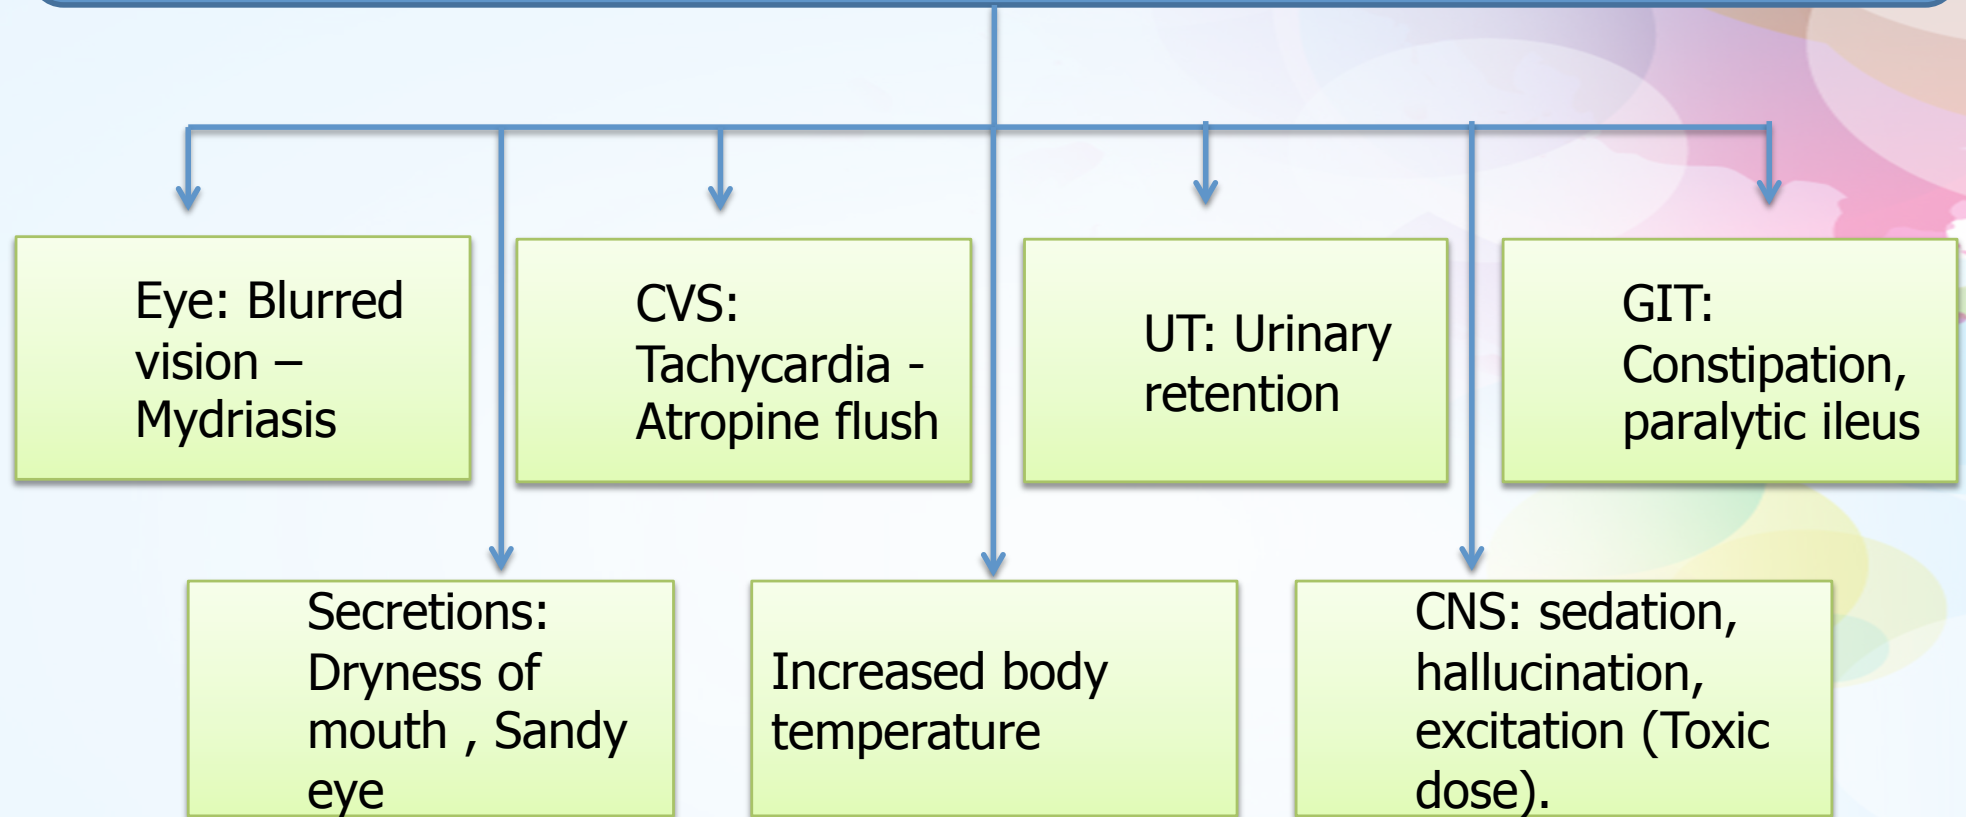 Eye: Blurred
vision –
Mydriasis
CVS:
Tachycardia -
Atropine flush
UT: Urinary
retention
GIT:
Constipation,
paralytic ileus
Secretions:
Dryness of
mouth , Sandy
eye
Increased body
temperature
CNS: sedation,
hallucination,
excitation (Toxic
dose).